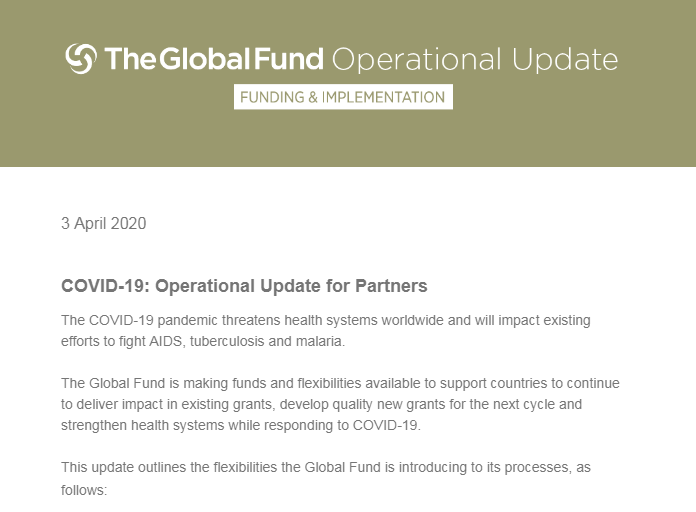 TheGlobalFund Operational Update
FUNDING & IMPLEMENTATION
3 April 2020
COVID-19: Operational Update for Partners
The COVID-19 pandemic threatens health systems worldwide and will impact existing
efforts to fight AIDS, tuberculosis and malaria.
The Global Fund is making funds and flexibilities available to support countries to continue
to deliver impact in existing grants, develop quality new grants for the next cycle and
strengthen health systems while responding to COVID-19.
This update outlines the flexibilities the Global Fund is introducing to its processes, as
follows: